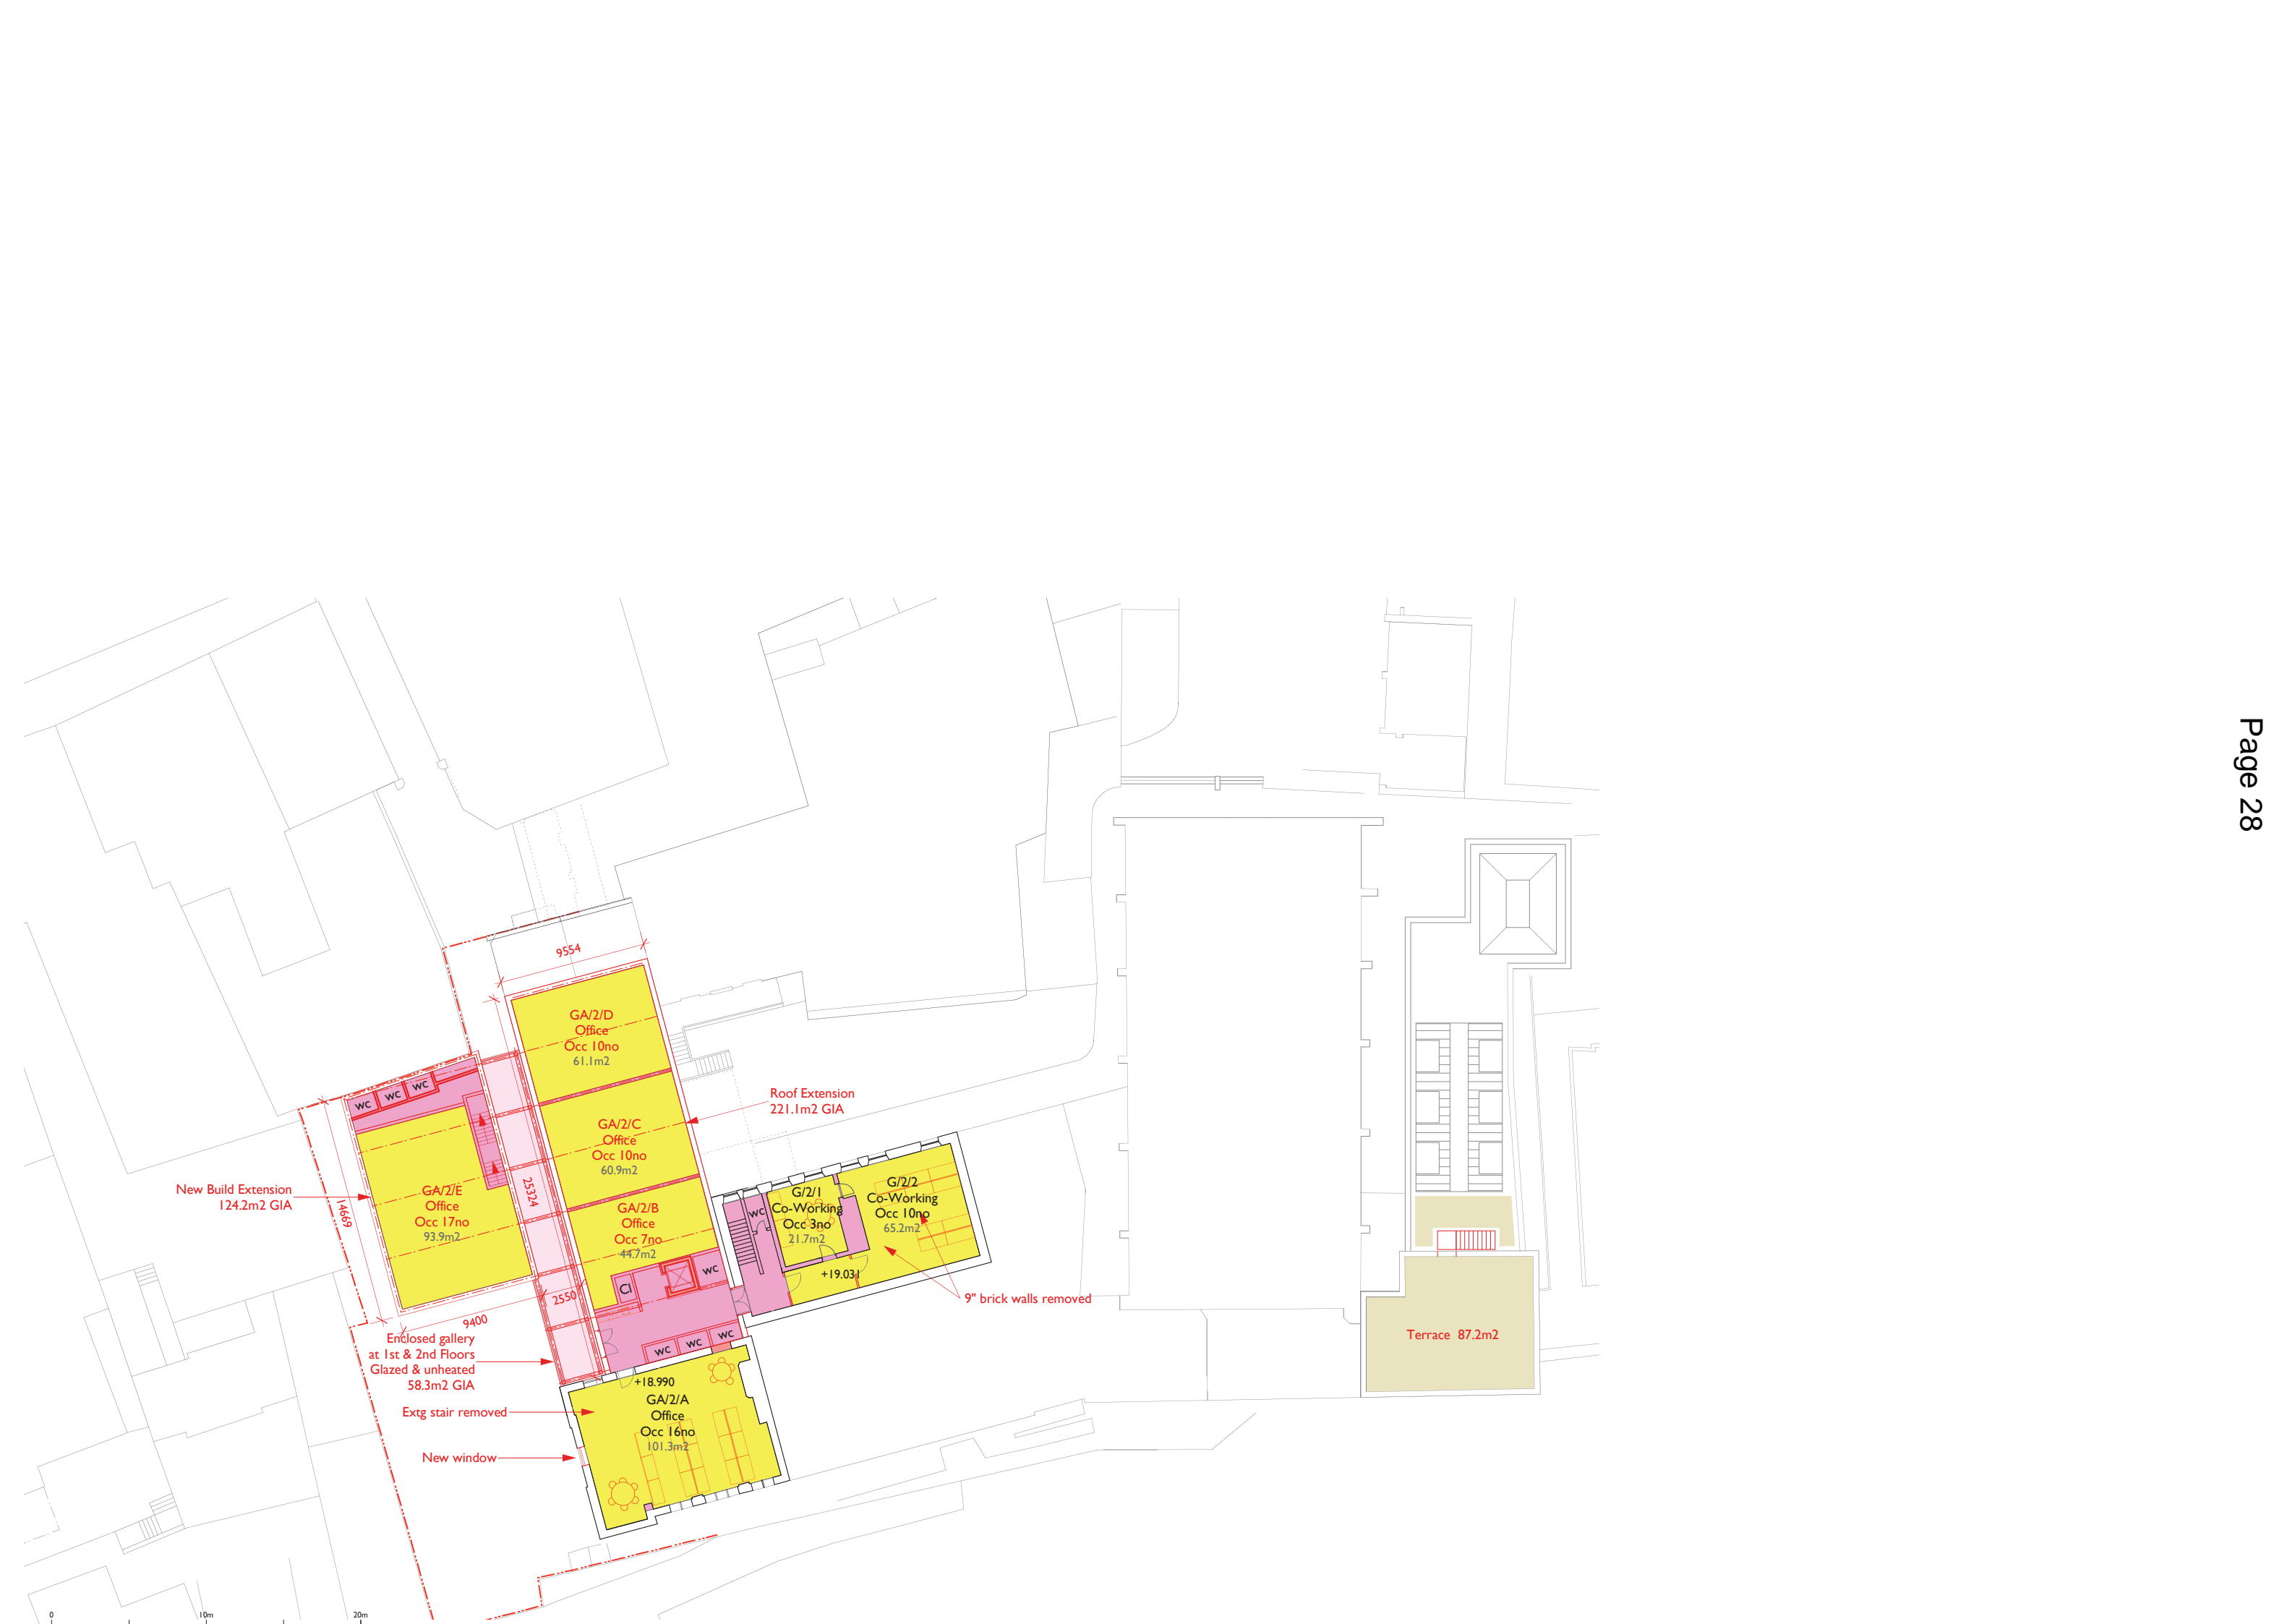 Page 28
9554
GA/2/D
Office
Occ 10no
61.1m2
WC
WC
WC
Roof Extension
221.1m2 GIA
GA/2/C
Office
Occ 10no
60.9m2
New Build Extension
124.2m2 GIA
14669
GA/2/E
Office
Occ 17no
93.9m2
25324
GA/2/B
Office
Occ 7no
44.7m2
WC
G/2/1
Co-Working
Occ 3no
21.7m2
G/2/2
Co-Working
Occ 10no
65.2m2
+19.031
9" brick walls removed
CI
WC
2550
9400
WC
WC
WC
Enclosed gallery
at 1st & 2nd Floors
Glazed & unheated
58.3m2 GIA
Terrace 87.2m2
+18.990
GA/2/A
Office
Occ 16no
101.3m2
Extg stair removed
New window
0
10m
20m